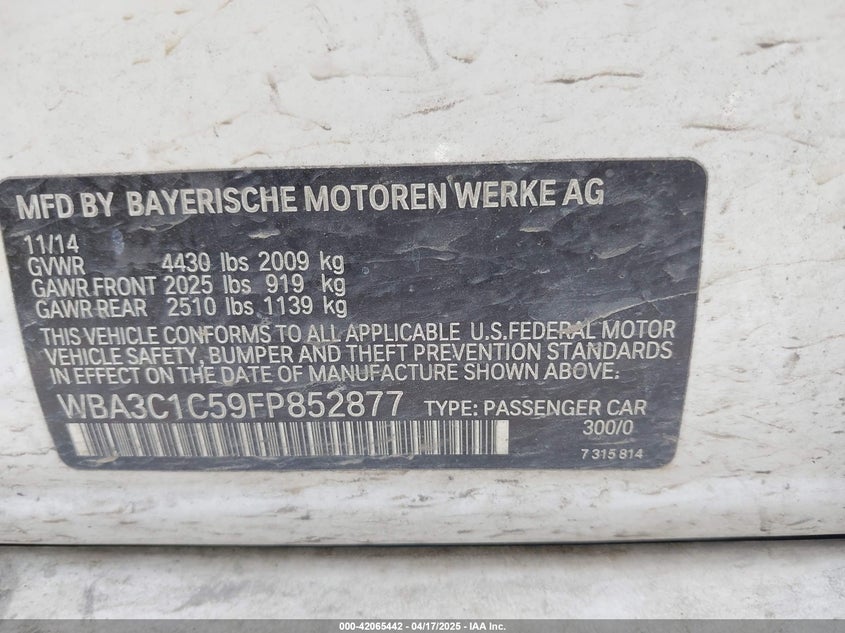 MFD BY BAYERISCHE MOTOREN WERKE AG
11/14
GVWR 4430 lbs 2009 kg
GAWR FRONT 2025 lbs 919 kg
GAWR REAR 2510 lbs 1139 kg
THIS VEHICLE CONFORMS TO ALL APPLICABLE U.S.FEDERAL MOTOR
VEHICLE SAFETY, BUMPER AND THEFT PREVENTION STANDARDS
IN EFFECT ON THE DATE OF MANUFACTURE SHOWN ABOVE:
WBA3C1C59FP852877 TYPE: PASSENGER CAR
300/0
7 315 814
000-42065442 - 04/17/2025 - IAA Inc.